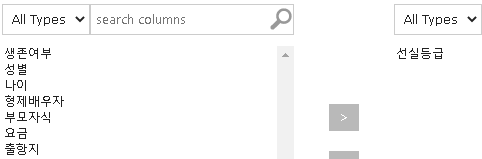 All Types search columns All Types
생존여부 선실등급
성별
나이
형제배우자
부모자식
>
요금
출항지